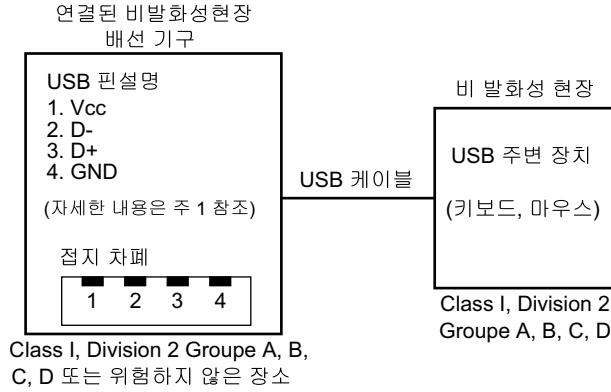 연결된 비발화성현장
배선 기구
USB 핀설명
1. Vcc
2. D-
3. D+
4. GND
(자세한 내용은 주 1 참조)
접지 차폐
1 2 3 4
Class I, Division 2 Groupe A, B,
C, D 또는 위험하지 않은 장소
USB 케이블
비 발화성 현장
USB 주변 장치
(키보드, 마우스)
Class I, Division 2
Groupe A, B, C, D